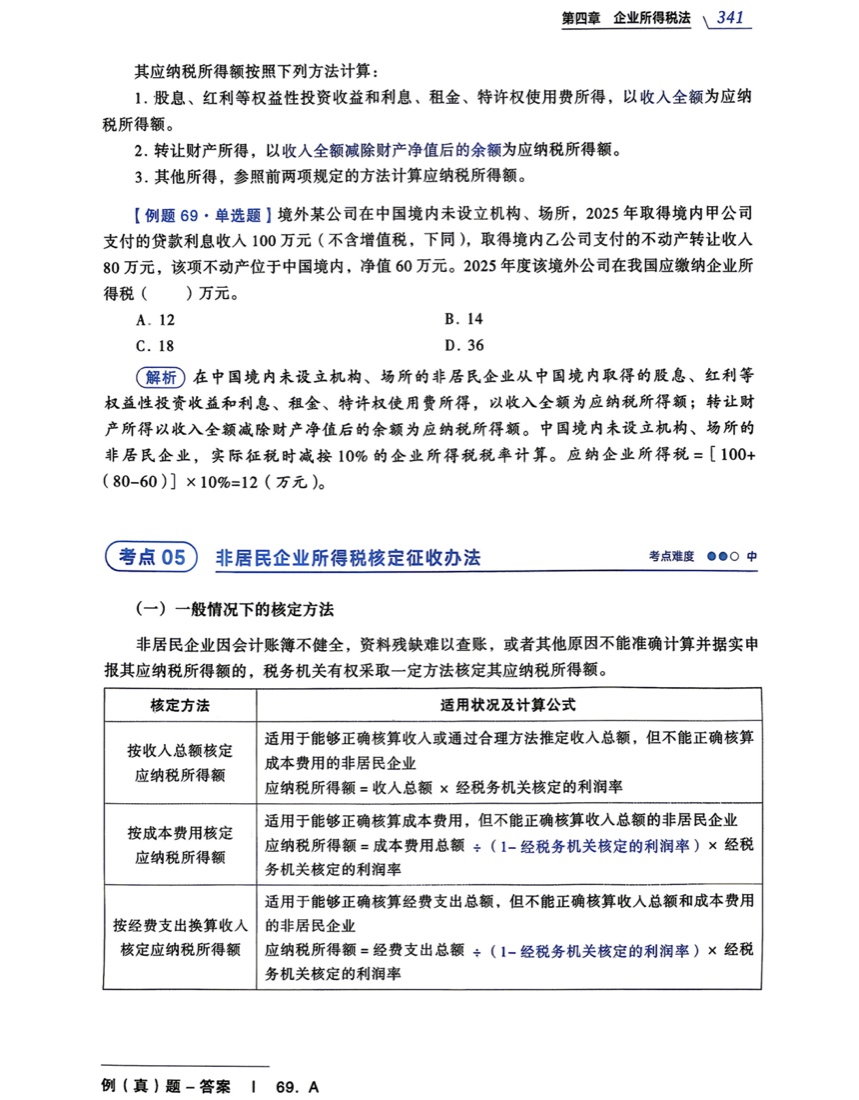 第四章 企业所得税法 341
其应纳税所得额按照下列方法计算：
1. 股息、红利等权益性投资收益和利息、租金、特许权使用费所得，以收入全额为应纳
税所得额。
2. 转让财产所得，以收入全额减除财产净值后的余额为应纳税所得额。
3. 其他所得，参照前两项规定的方法计算应纳税所得额。
【例题 69·单选题】境外某公司在中国境内未设立机构、场所，2025 年取得境内甲公司
支付的贷款利息收入 100 万元（不含增值税，下同），取得境内乙公司支付的不动产转让收入
80 万元，该项不动产位于中国境内，净值 60 万元。2025 年度该境外公司在我国应缴纳企业所
得税（　　）万元。
A. 12 B. 14
C. 18 D. 36
解析 在中国境内未设立机构、场所的非居民企业从中国境内取得的股息、红利等
权益性投资收益和利息、租金、特许权使用费所得，以收入全额为应纳税所得额；转让财
产所得以收入全额减除财产净值后的余额为应纳税所得额。中国境内未设立机构、场所的
非居民企业，实际征税时减按 10% 的企业所得税税率计算。应纳企业所得税 =［100+
（80-60）］×10%=12（万元）。
考点 05 非居民企业所得税核定征收办法 考点难度 ●●○ 中
（一）一般情况下的核定方法
非居民企业因会计账簿不健全，资料残缺难以查账，或者其他原因不能准确计算并据实申
报其应纳税所得额的，税务机关有权采取一定方法核定其应纳税所得额。
核定方法 适用状况及计算公式
按收入总额核定
应纳税所得额
适用于能够正确核算收入或通过合理方法推定收入总额，但不能正确核算
成本费用的非居民企业
应纳税所得额 = 收入总额 × 经税务机关核定的利润率
按成本费用核定
应纳税所得额
适用于能够正确核算成本费用，但不能正确核算收入总额的非居民企业
应纳税所得额 = 成本费用总额 ÷（1- 经税务机关核定的利润率）× 经税
务机关核定的利润率
按经费支出换算收入
核定应纳税所得额
适用于能够正确核算经费支出总额，但不能正确核算收入总额和成本费用
的非居民企业
应纳税所得额 = 经费支出总额 ÷（1- 经税务机关核定的利润率）× 经税
务机关核定的利润率
例（真）题 – 答案 | 69. A